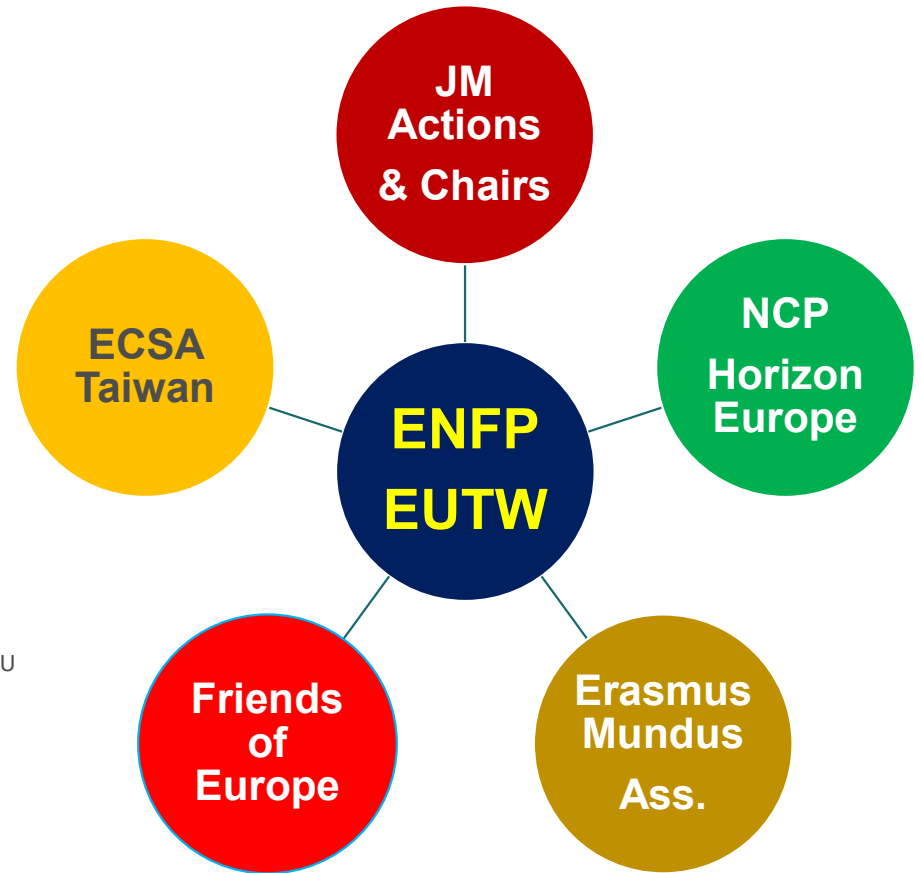 JM
Actions
& Chairs
ECSA
Taiwan
NCP
Horizon
Europe
ENFP
EUTW
U
Friends
of
Europe
Erasmus
Mundus
Ass.